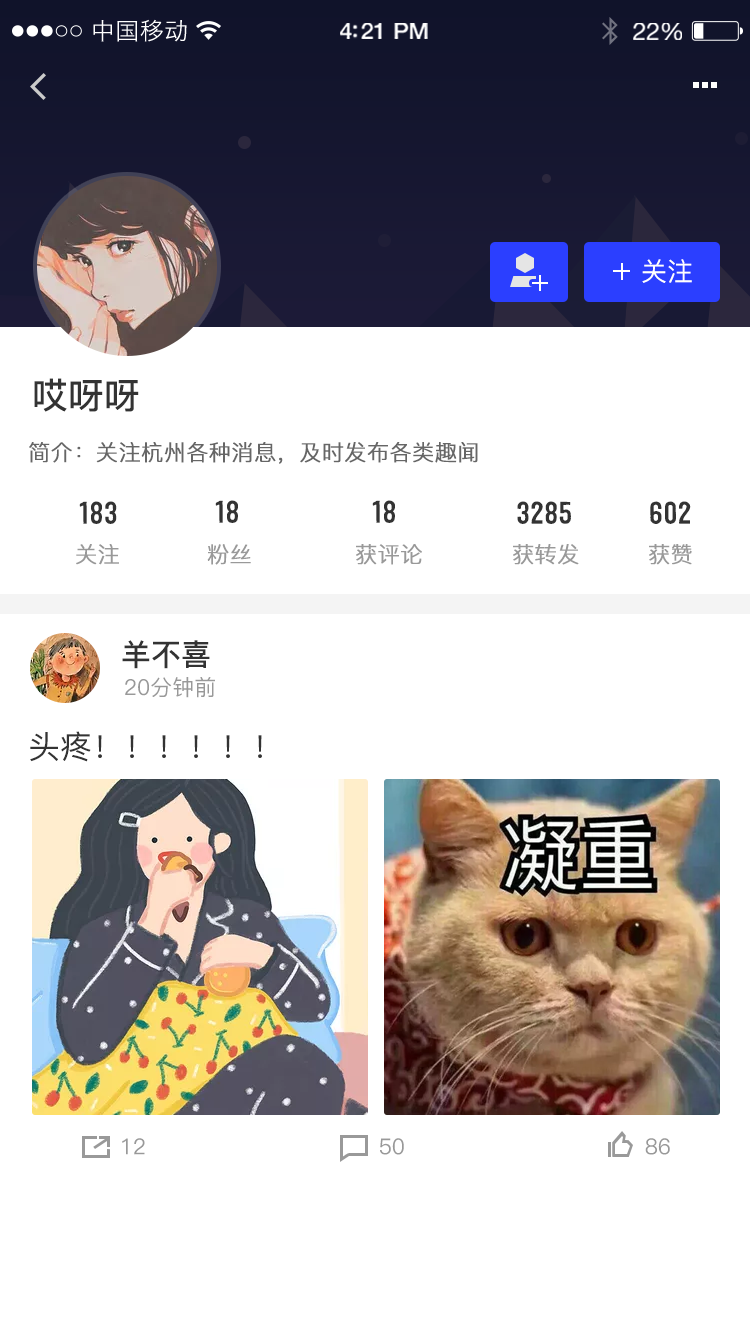 中国移动 4:21 PM 22%
+ 关注
哎呀呀
简介：关注杭州各种消息，及时发布各类趣闻
183 18 18 3285 602
关注 粉丝 获评论 获转发 获赞
羊不喜
20分钟前
头疼！！！！！！
凝重
12 50 86